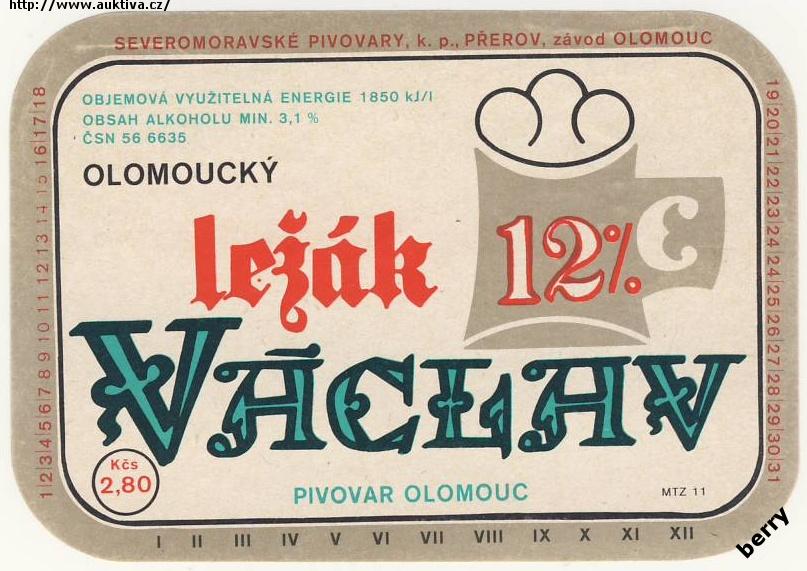 http://www.auktiva.cz/
SEVEROMORAVSKÉ PIVOVARY, k. p., PŘEROV, závod OLOMOUC
OBJEMOVÁ VYUŽITELNÁ ENERGIE 1850 kJ/l
OBSAH ALKOHOLU MIN. 3,1 %
ČSN 56 6635
OLOMOUCKÝ
ležák 12%
VÁCLAV
Kčs
2,80
PIVOVAR OLOMOUC
MTZ 11
1|2|3|4|5|6|7|8|9|10|11|12|13|14|15|16|17|18
19|20|21|22|23|24|25|26|27|28|29|30|31
I II III IV V VI VII VIII IX X XI XII
berry